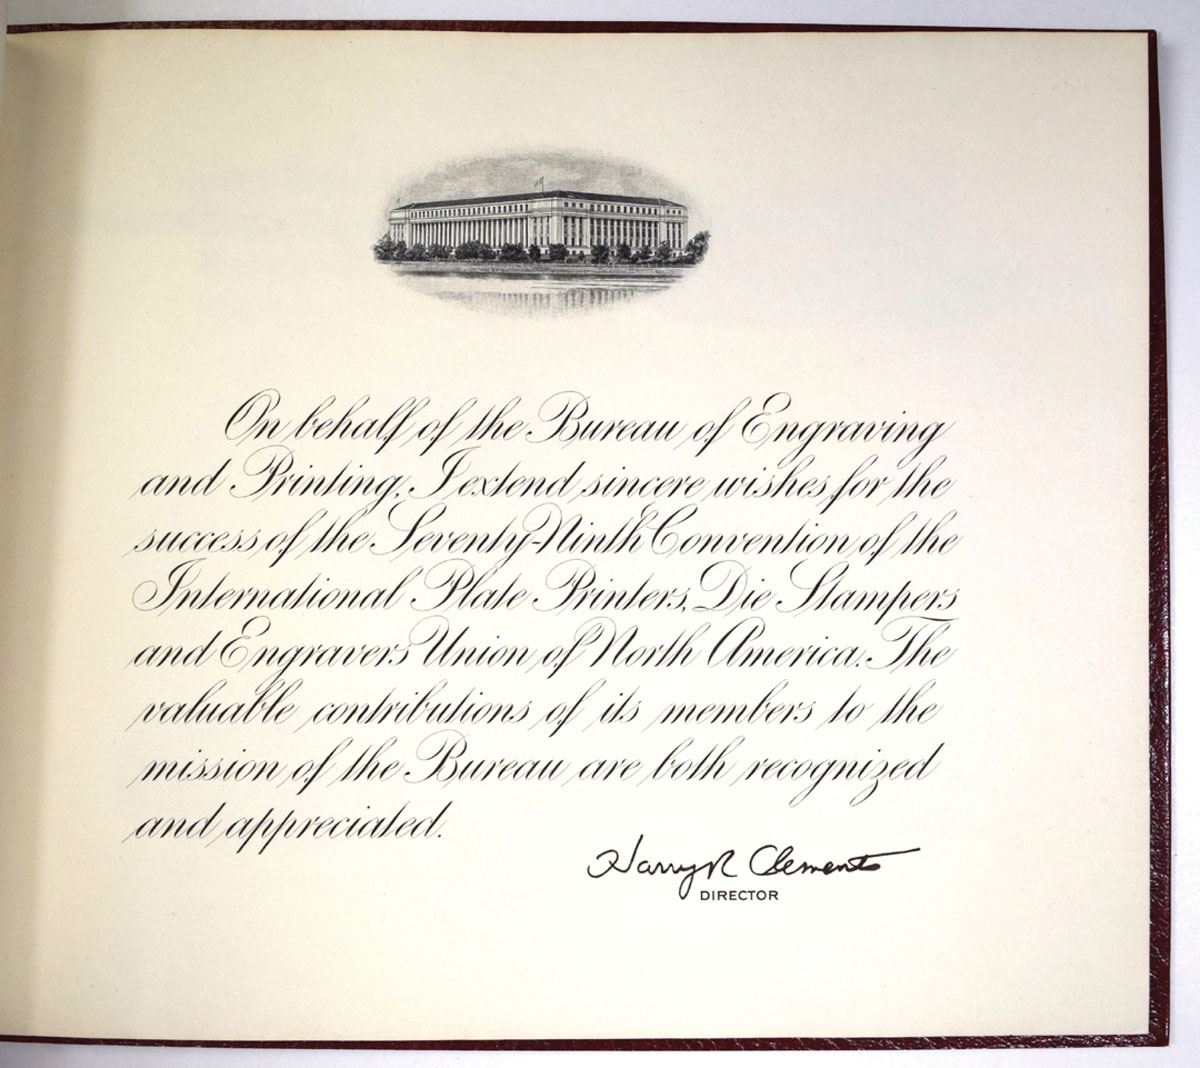 On behalf of the Bureau of Engraving
and Printing, I extend sincere wishes for the
success of the Seventy-Ninth Convention of the
International Plate Printers, Die Stampers
and Engravers Union of North America. The
valuable contributions of its members to the
mission of the Bureau are both recognized
and appreciated.
Harry R Clements
DIRECTOR